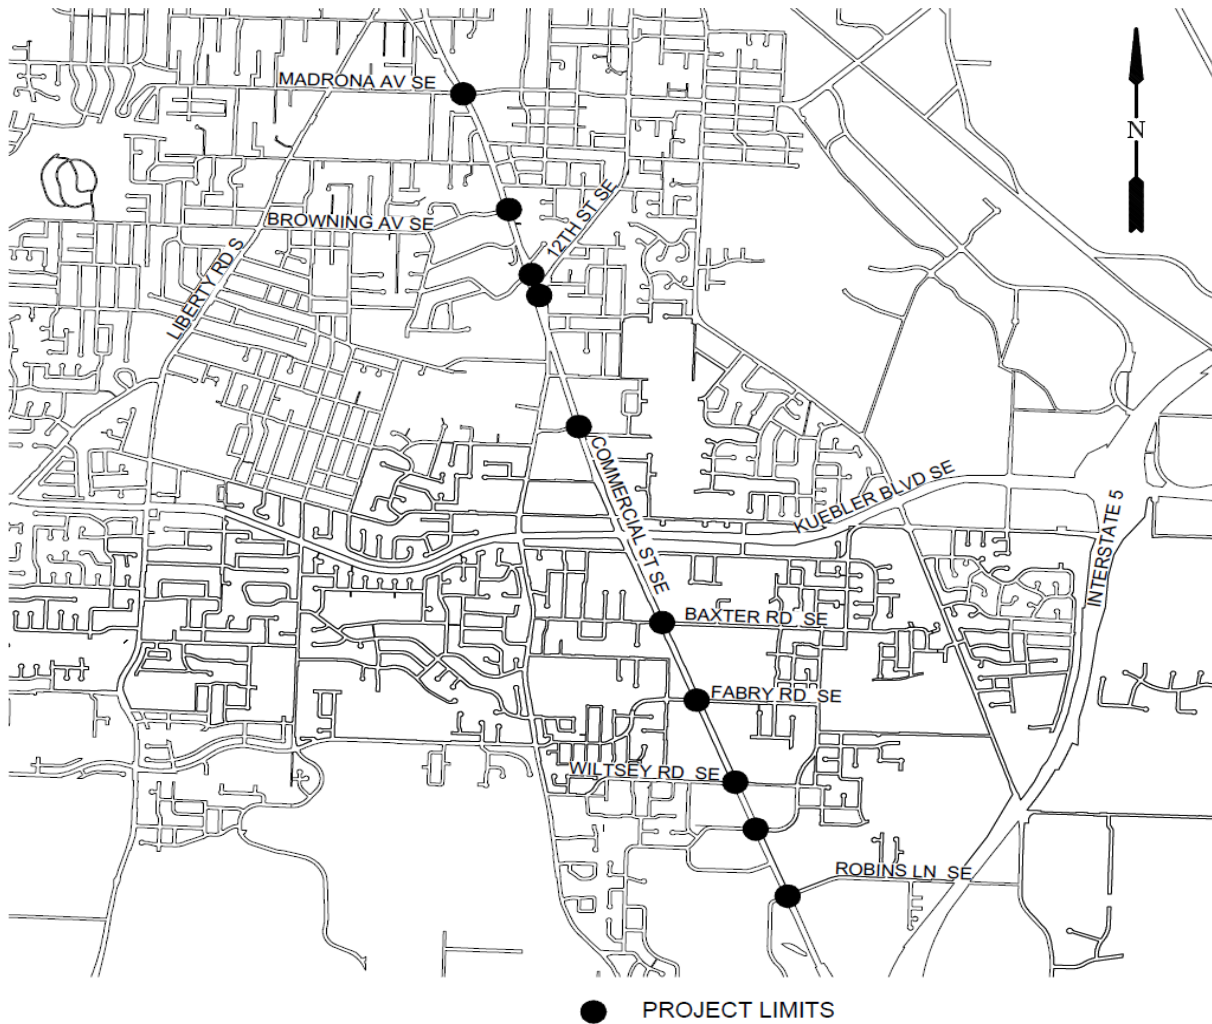 MADRONA AV SE
N
12TH ST SE
BROWNING AV SE
LIBERTY RD S
COMMERCIAL ST SE
KUEBLER BLVD SE
INTERSTATE 5
BAXTER RD SE
FABRY RD SE
WILTSEY RD SE
ROBINS LN SE
PROJECT LIMITS